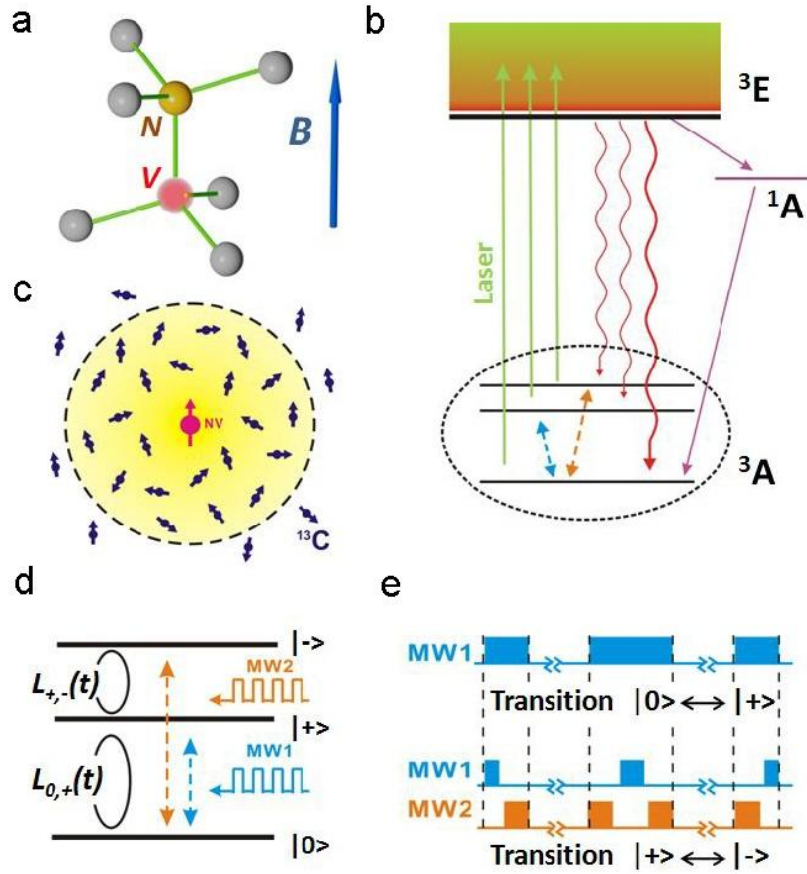 a
N
V
B
b
³E
¹A
Laser
³A
c
NV
¹³C
d
|->
L+,-(t)
MW2
|+>
L0,+(t)
MW1
|0>
e
MW1
Transition |0> ⟷ |+>
MW1
MW2
Transition |+> ⟷ |->